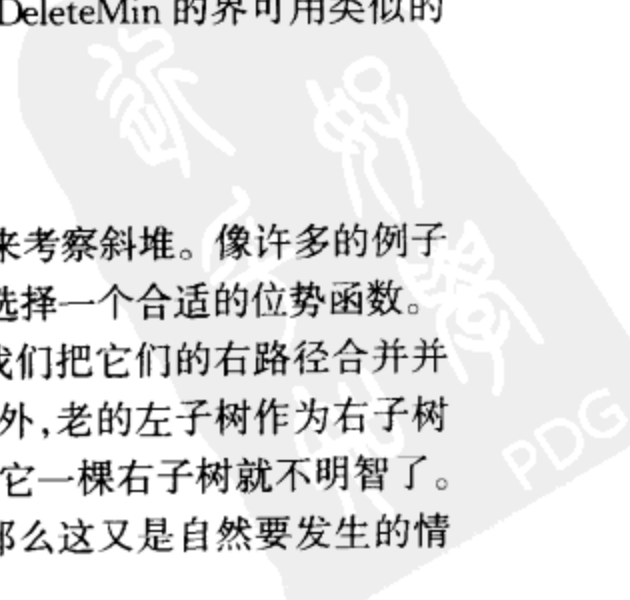 DeleteMin 的界可用类似的
来考察斜堆。像许多的例子
选择一个合适的位势函数。
我们把它们的右路径合并并
外,老的左子树作为右子树
它一棵右子树就不明智了。
那么这又是自然要发生的情
PDG